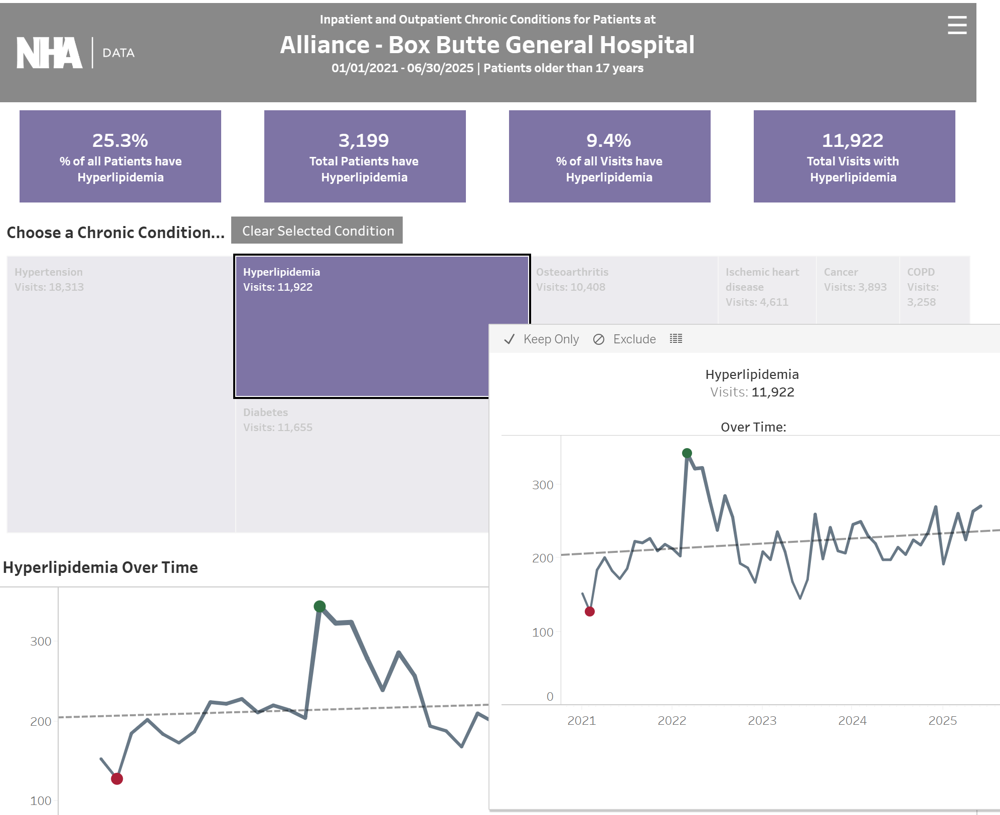 Inpatient and Outpatient Chronic Conditions for Patients at
NHA | DATA
Alliance - Box Butte General Hospital
01/01/2021 - 06/30/2025 | Patients older than 17 years
25.3%
% of all Patients have
Hyperlipidemia
3,199
Total Patients have
Hyperlipidemia
9.4%
% of all Visits have
Hyperlipidemia
11,922
Total Visits with
Hyperlipidemia
Choose a Chronic Condition...
Clear Selected Condition
Hypertension
Visits: 18,313
Hyperlipidemia
Visits: 11,922
Osteoarthritis
Visits: 10,408
Ischemic heart
disease
Visits: 4,611
Cancer
Visits: 3,893
COPD
Visits:
3,258
Diabetes
Visits: 11,655
Keep Only
Exclude
Hyperlipidemia
Visits: 11,922
Over Time:
300
200
100
0
2021
2022
2023
2024
2025
Hyperlipidemia Over Time
300
200
100